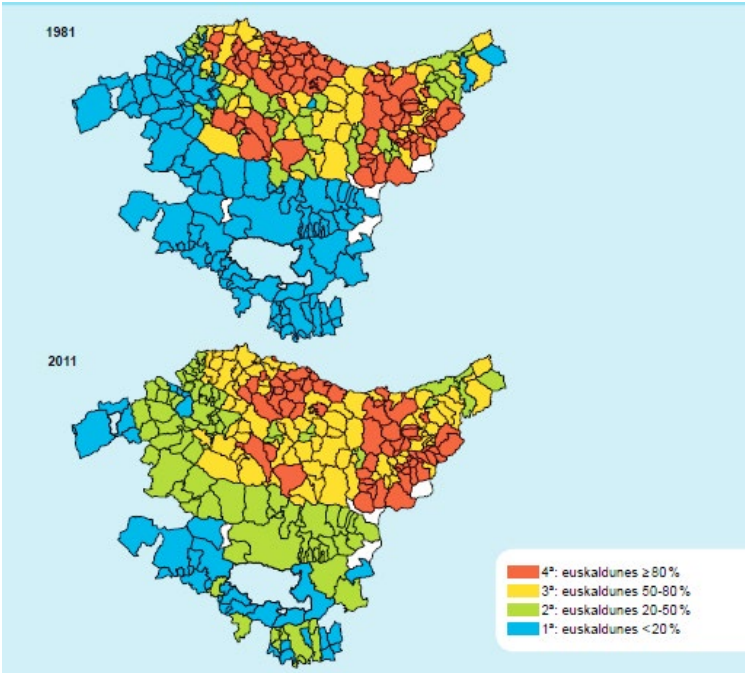 1981
2011
4ª: euskaldunes ≥80%
3ª: euskaldunes 50-80%
2ª: euskaldunes 20-50%
1ª: euskaldunes <20%